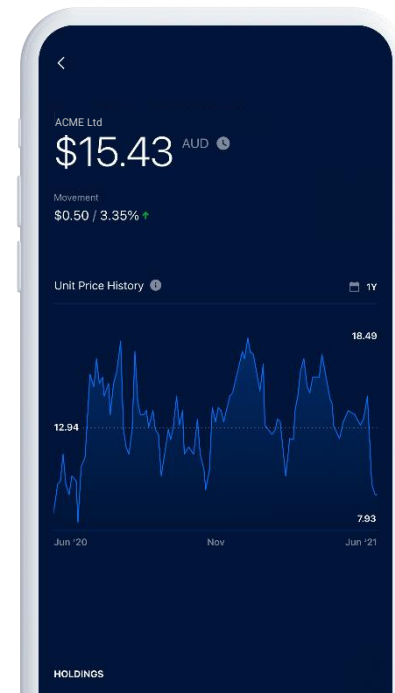 ACME Ltd
$15.43 AUD
Movement
$0.50 / 3.35%
Unit Price History
1Y
18.49
12.94
7.93
Jun '20 Nov Jun '21
HOLDINGS